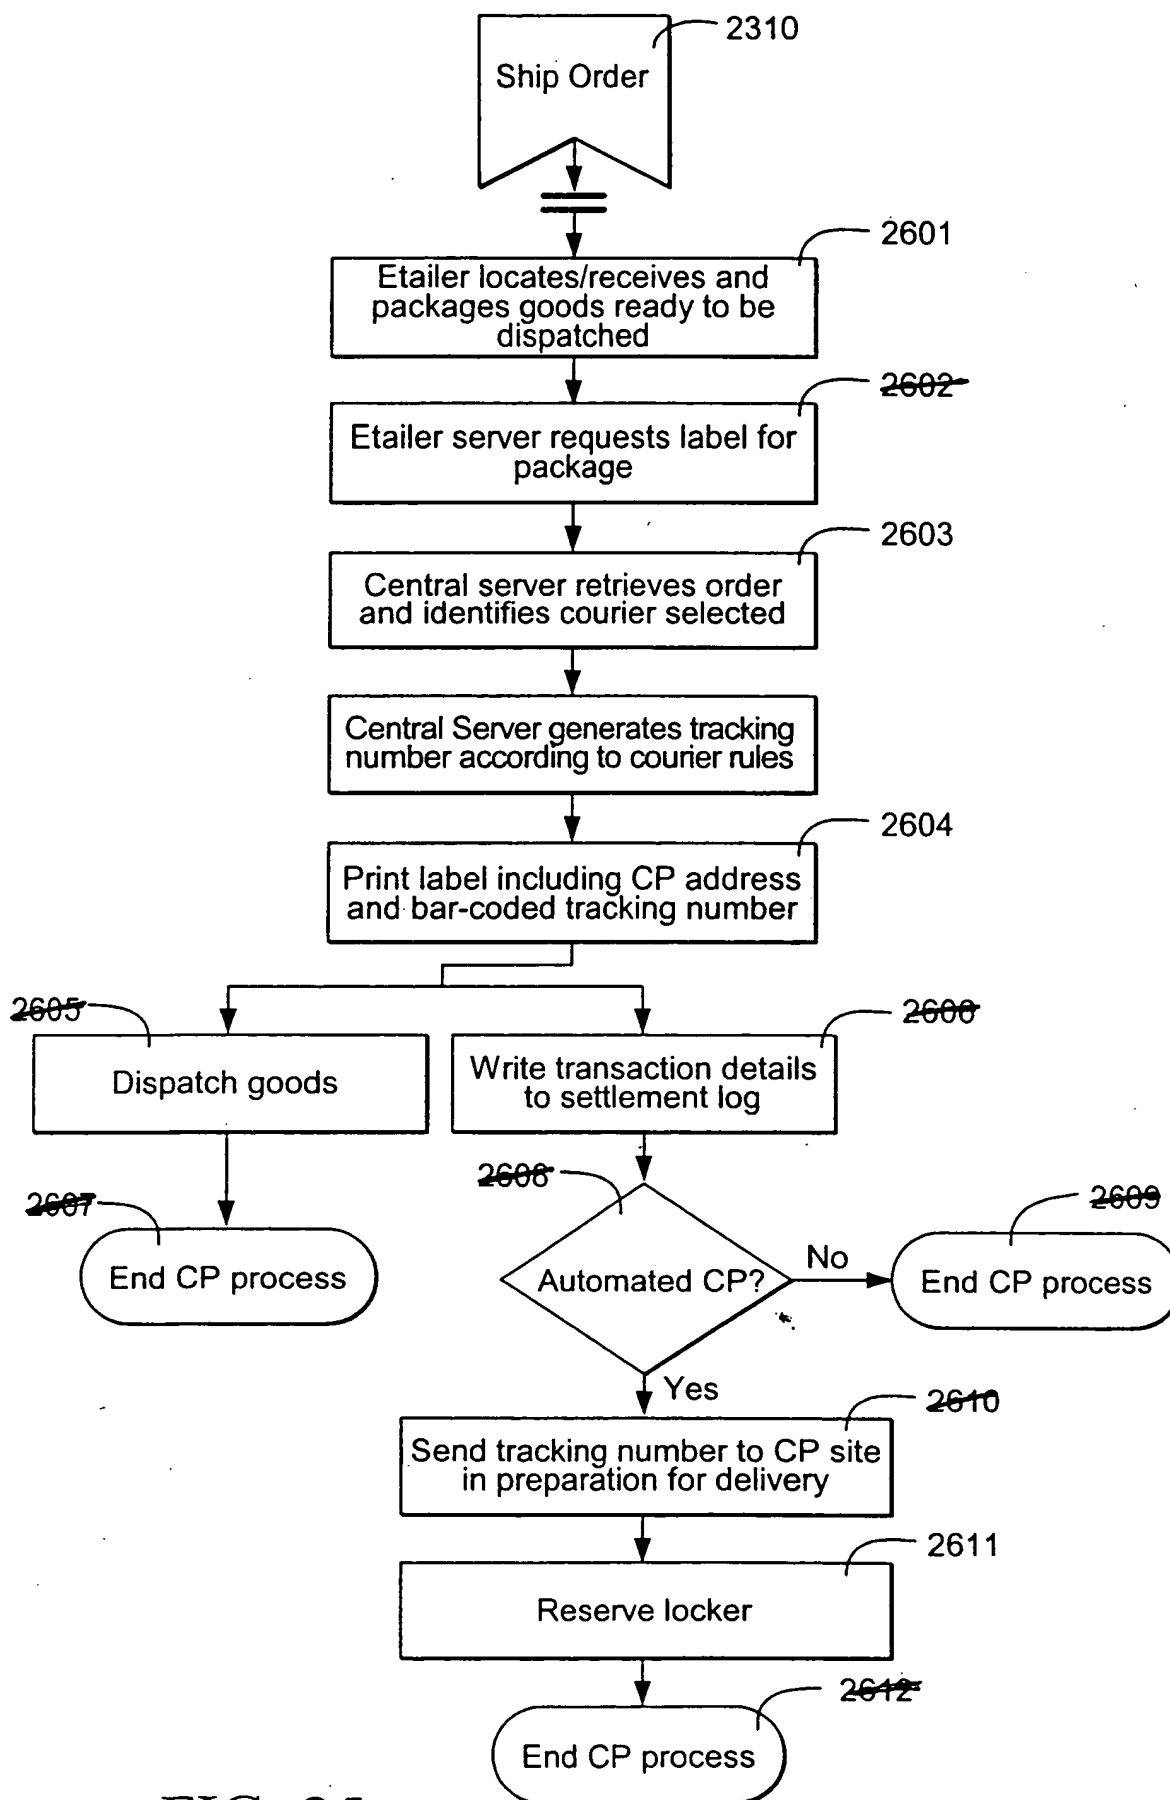 2310
Ship Order
2601
Etailer locates/receives and
packages goods ready to be
dispatched
2602
Etailer server requests label for
package
2603
Central server retrieves order
and identifies courier selected
Central Server generates tracking
number according to courier rules
2604
Print label including CP address
and bar-coded tracking number
2605
Dispatch goods
2606
Write transaction details
to settlement log
2607
End CP process
2608
Automated CP?
No
2609
End CP process
Yes
2610
Send tracking number to CP site
in preparation for delivery
2611
Reserve locker
2612
End CP process